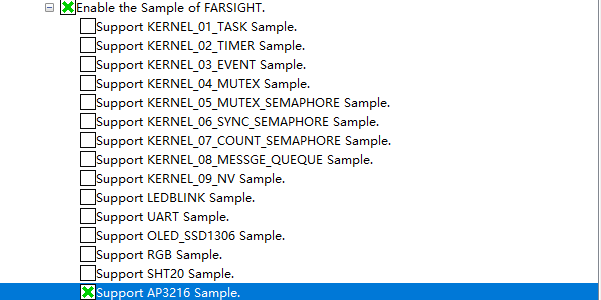 Enable the Sample of FARSIGHT.
Support KERNEL_01_TASK Sample.
Support KERNEL_02_TIMER Sample.
Support KERNEL_03_EVENT Sample.
Support KERNEL_04_MUTEX Sample.
Support KERNEL_05_MUTEX_SEMAPHORE Sample.
Support KERNEL_06_SYNC_SEMAPHORE Sample.
Support KERNEL_07_COUNT_SEMAPHORE Sample.
Support KERNEL_08_MESSGE_QUEQUE Sample.
Support KERNEL_09_NV Sample.
Support LEDBLINK Sample.
Support UART Sample.
Support OLED_SSD1306 Sample.
Support RGB Sample.
Support SHT20 Sample.
Support AP3216 Sample.